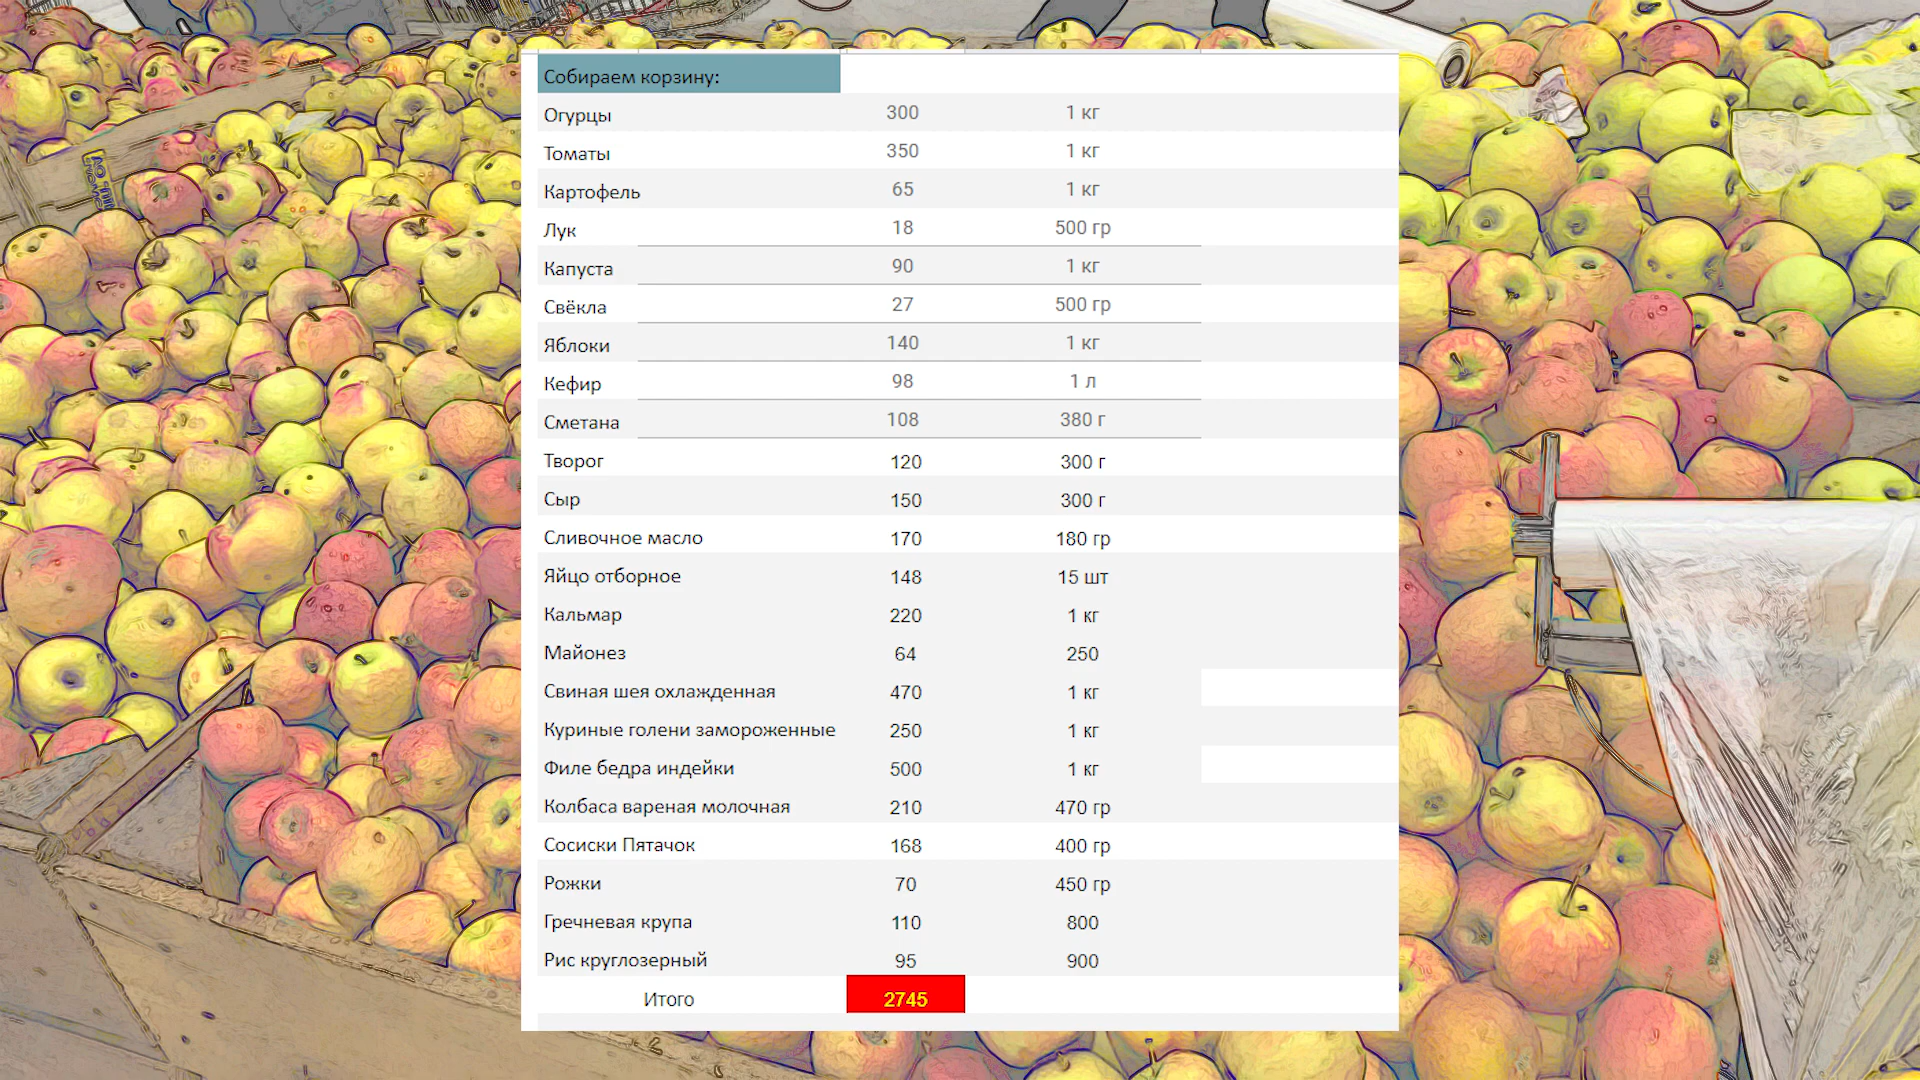 Собираем корзину:
Огурцы 300 1 кг
Томаты 350 1 кг
Картофель 65 1 кг
Лук 18 500 гр
Капуста 90 1 кг
Свёкла 27 500 гр
Яблоки 140 1 кг
Кефир 98 1 л
Сметана 108 380 г
Творог 120 300 г
Сыр 150 300 г
Сливочное масло 170 180 гр
Яйцо отборное 148 15 шт
Кальмар 220 1 кг
Майонез 64 250
Свиная шея охлажденная 470 1 кг
Куриные голени замороженные 250 1 кг
Филе бедра индейки 500 1 кг
Колбаса вареная молочная 210 470 гр
Сосиски Пятачок 168 400 гр
Рожки 70 450 гр
Гречневая крупа 110 800
Рис круглозерный 95 900
Итого 2745